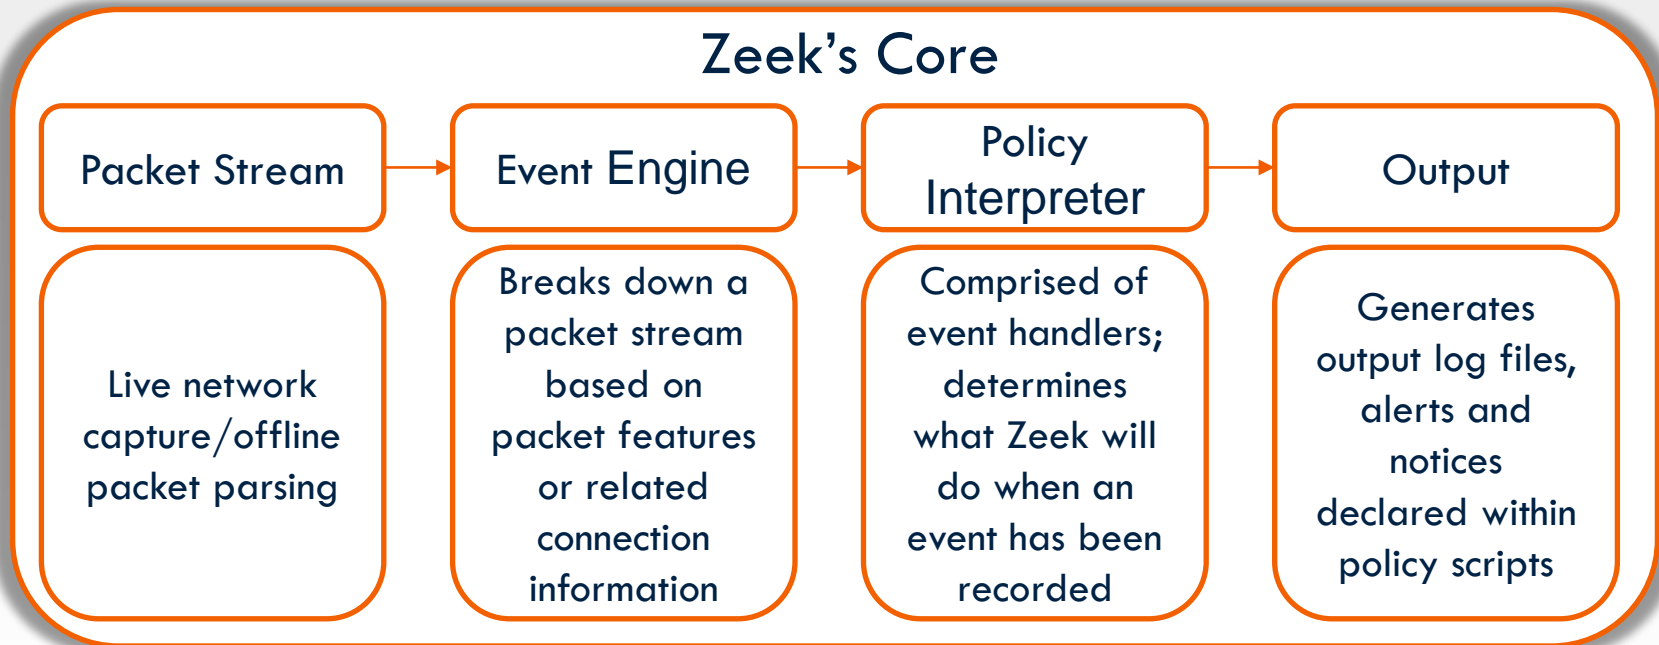 Zeek’s Core
Packet Stream
Event Engine
Policy
Interpreter
Output
Live network
capture/offline
packet parsing
Breaks down a
packet stream
based on
packet features
or related
connection
information
Comprised of
event handlers;
determines
what Zeek will
do when an
event has been
recorded
Generates
output log files,
alerts and
notices
declared within
policy scripts